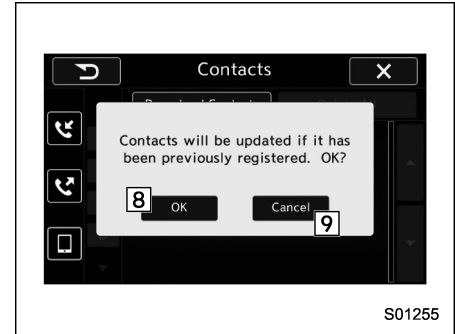 Contacts
Contacts will be updated if it has
been previously registered. OK?
8
OK
Cancel
9
S01255